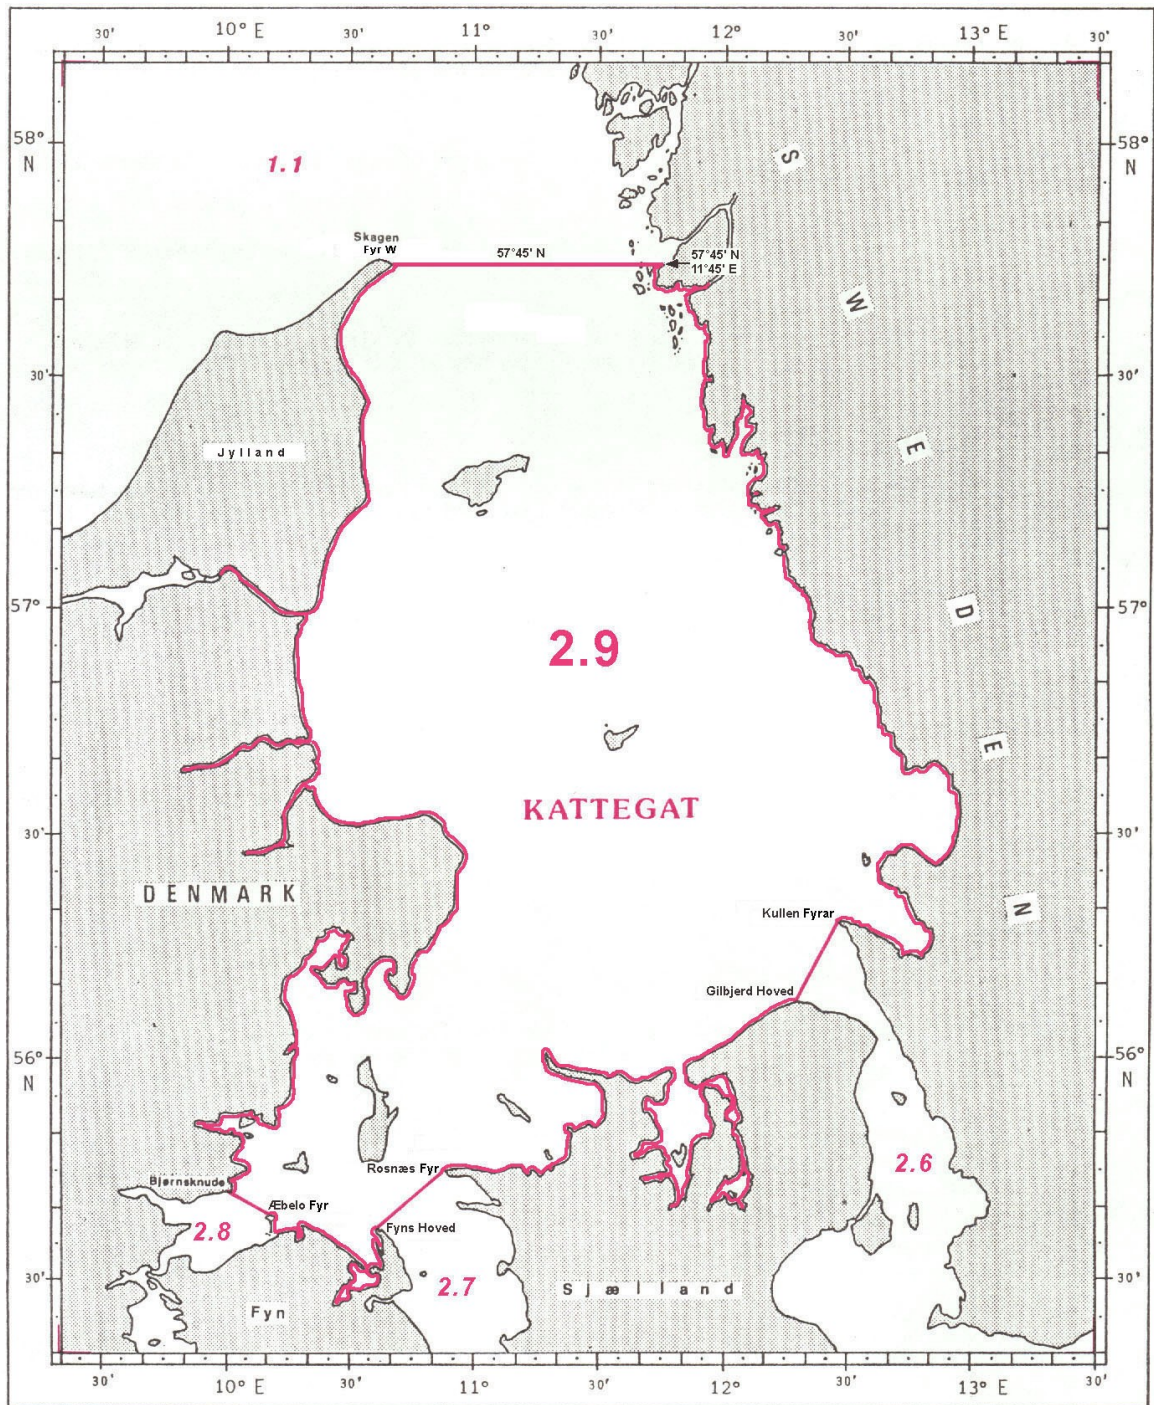 30' 10° E 30' 11° 30' 12° 30' 13° E 30'
58°
N
58°
N
1.1
S
Skagen
Fyr W
57°45' N
57°45' N
11°45' E
W
30'
30'
Jylland
E
57°
57°
D
2.9
E
KATTEGAT
30'
30'
DENMARK
N
Kullen Fyrar
Gilbjerd Hoved
56°
N
56°
N
Rosnæs Fyr
2.6
Bjørnsknude
Æbelo Fyr
2.8
Fyns Hoved
2.7
30'
30'
Sjælland
Fyn
30' 10° E 30' 11° 30' 12° 30' 13° E 30'